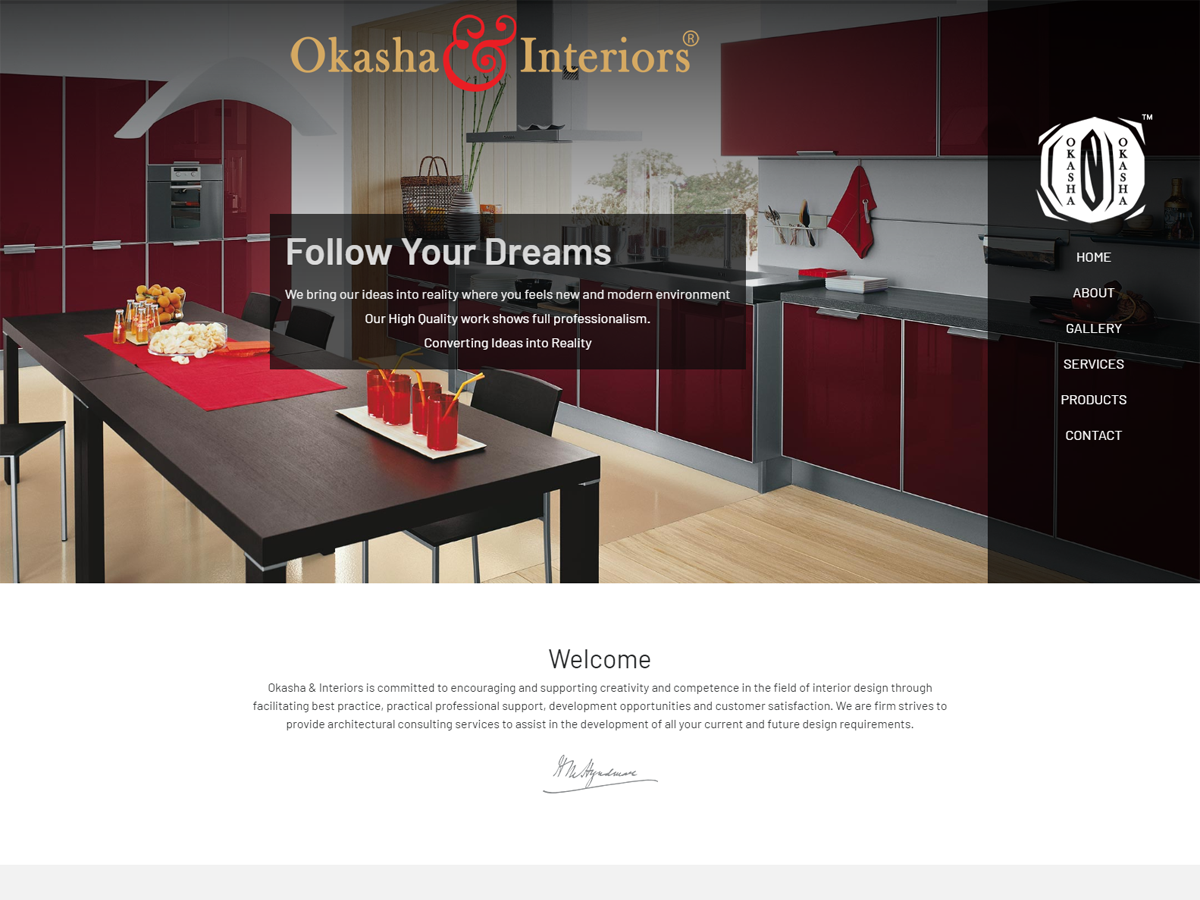 Okasha & Interiors®
TM
OKASHA
OKASHA
HOME
ABOUT
GALLERY
SERVICES
PRODUCTS
CONTACT
Follow Your Dreams
We bring our ideas into reality where you feels new and modern environment
Our High Quality work shows full professionalism.
Converting Ideas into Reality
Welcome
Okasha & Interiors is committed to encouraging and supporting creativity and competence in the field of interior design through
facilitating best practice, practical professional support, development opportunities and customer satisfaction. We are firm strives to
provide architectural consulting services to assist in the development of all your current and future design requirements.